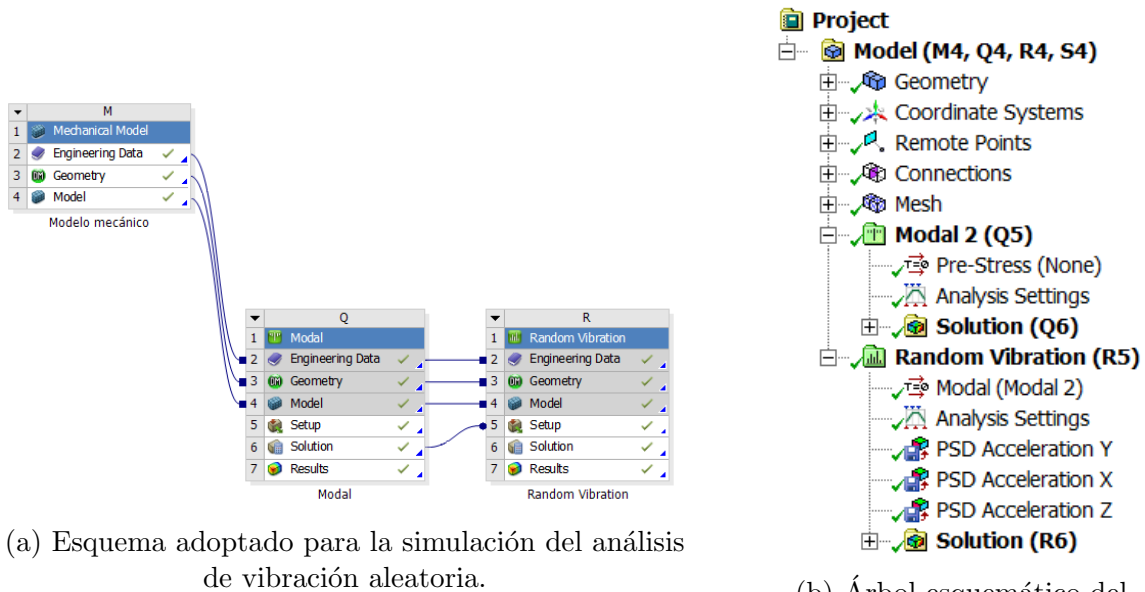 M
1 Mechanical Model
2 Engineering Data
3 Geometry
4 Model
Modelo mecánico
Q
1 Modal
2 Engineering Data
3 Geometry
4 Model
5 Setup
6 Solution
7 Results
Modal
R
1 Random Vibration
2 Engineering Data
3 Geometry
4 Model
5 Setup
6 Solution
7 Results
Random Vibration
(a) Esquema adoptado para la simulación del análisis
de vibración aleatoria.
Project
Model (M4, Q4, R4, S4)
Geometry
Coordinate Systems
Remote Points
Connections
Mesh
Modal 2 (Q5)
T=0 Pre-Stress (None)
Analysis Settings
Solution (Q6)
Random Vibration (R5)
T=0 Modal (Modal 2)
Analysis Settings
PSD Acceleration Y
PSD Acceleration X
PSD Acceleration Z
Solution (R6)
(b) Árbol esquemático del